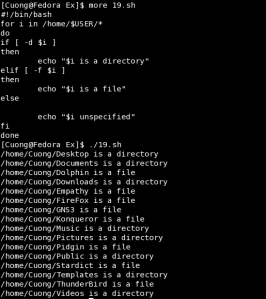 [Cuong@Fedora Ex]$ more 19.sh
#!/bin/bash
for i in /home/$USER/*
do
if [ -d $i ]
then
        echo "$i is a directory"
elif [ -f $i ]
then
        echo "$i is a file"
else

        echo "$i unspecified"
fi
done
[Cuong@Fedora Ex]$ ./19.sh
/home/Cuong/Desktop is a directory
/home/Cuong/Documents is a directory
/home/Cuong/Dolphin is a file
/home/Cuong/Downloads is a directory
/home/Cuong/Empathy is a file
/home/Cuong/FireFox is a file
/home/Cuong/GNS3 is a file
/home/Cuong/Konqueror is a file
/home/Cuong/Music is a directory
/home/Cuong/Pictures is a directory
/home/Cuong/Pidgin is a file
/home/Cuong/Public is a directory
/home/Cuong/Stardict is a file
/home/Cuong/Templates is a directory
/home/Cuong/ThunderBird is a file
/home/Cuong/Videos is a directory